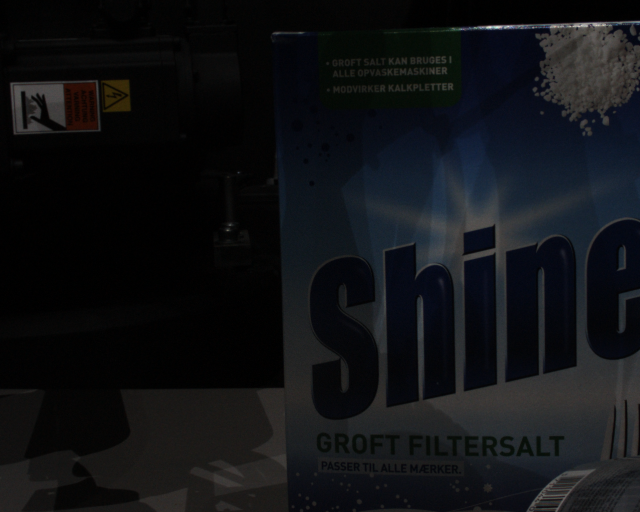 • GROFT SALT KAN BRUGES I
ALLE OPVASKEMASKINER
• MODVIRKER KALKPLETTER
Shine
GROFT FILTERSALT
PASSER TIL ALLE MÆRKER.